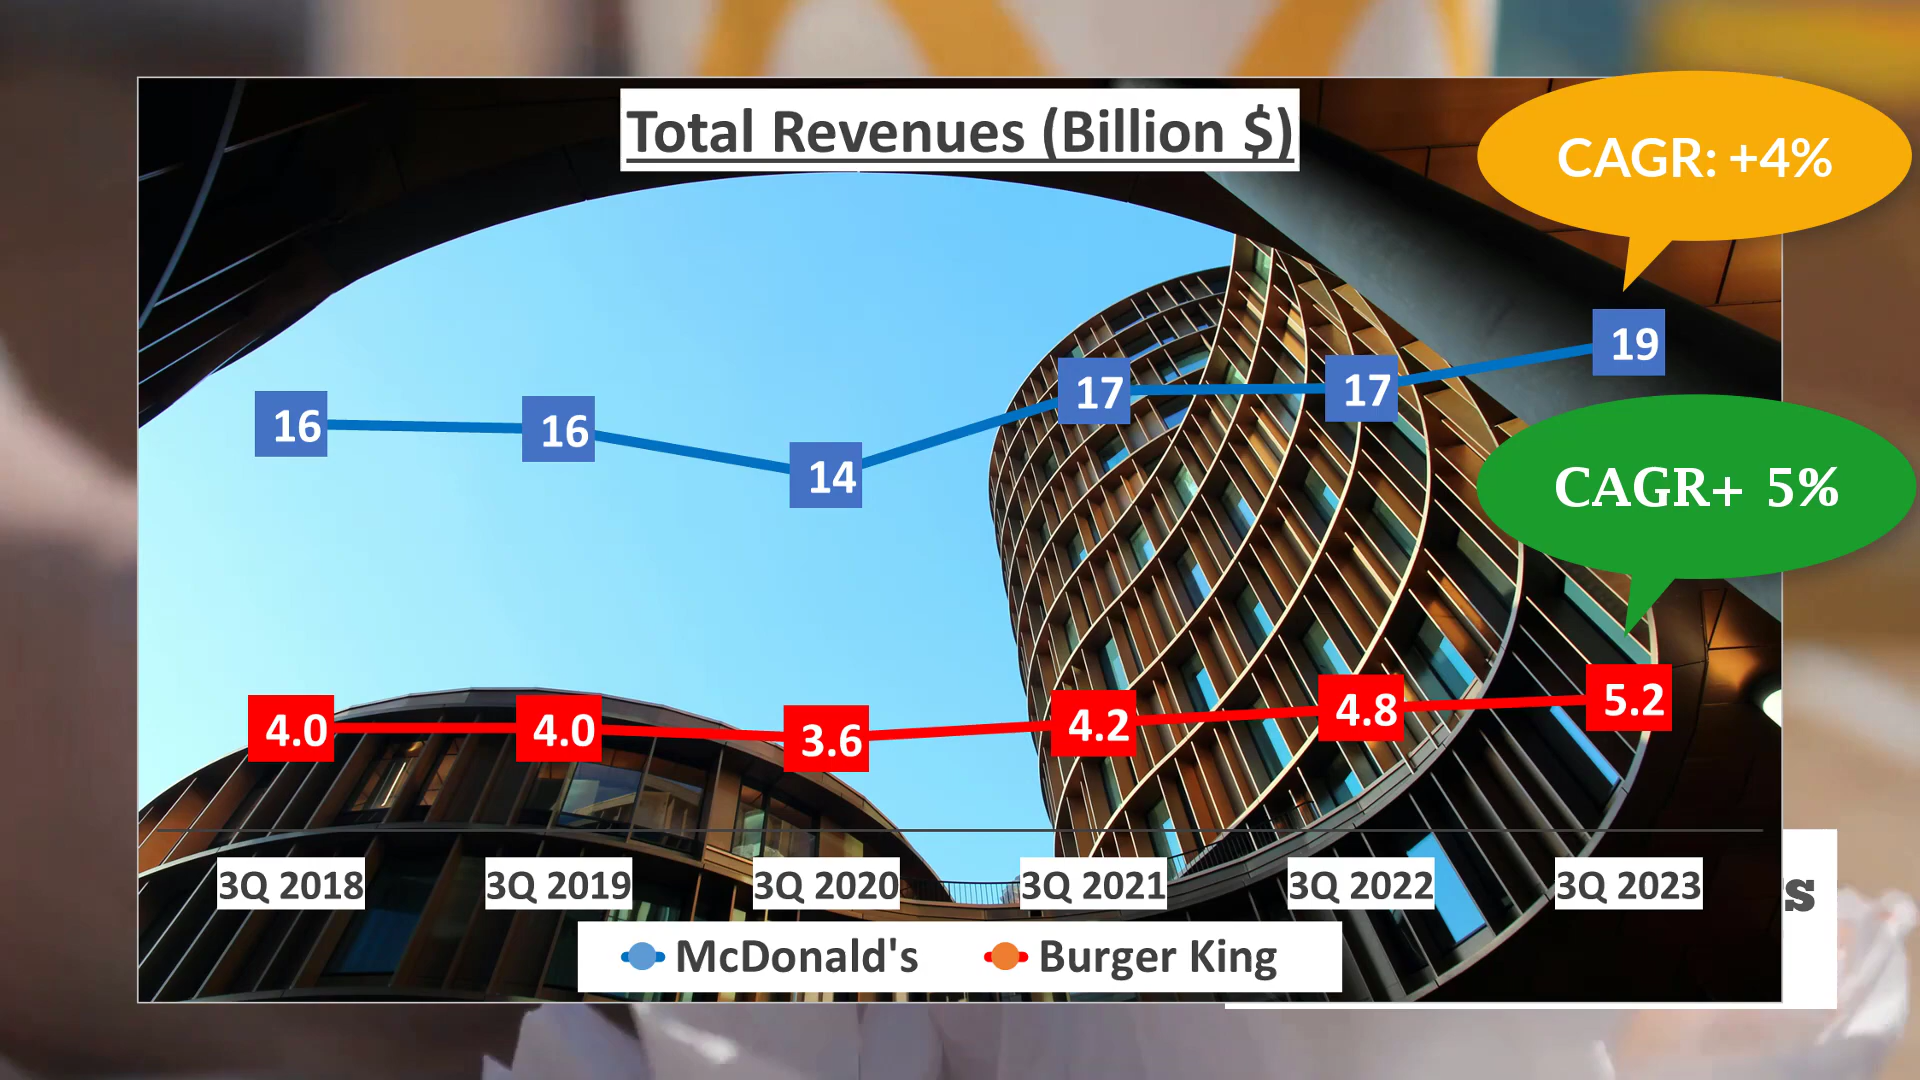 Total Revenues (Billion $)
CAGR: +4%
19
17
17
16
16
14
CAGR+ 5%
5.2
4.8
4.2
4.0
4.0
3.6
3Q 2018
3Q 2019
3Q 2020
3Q 2021
3Q 2022
3Q 2023
McDonald's
Burger King